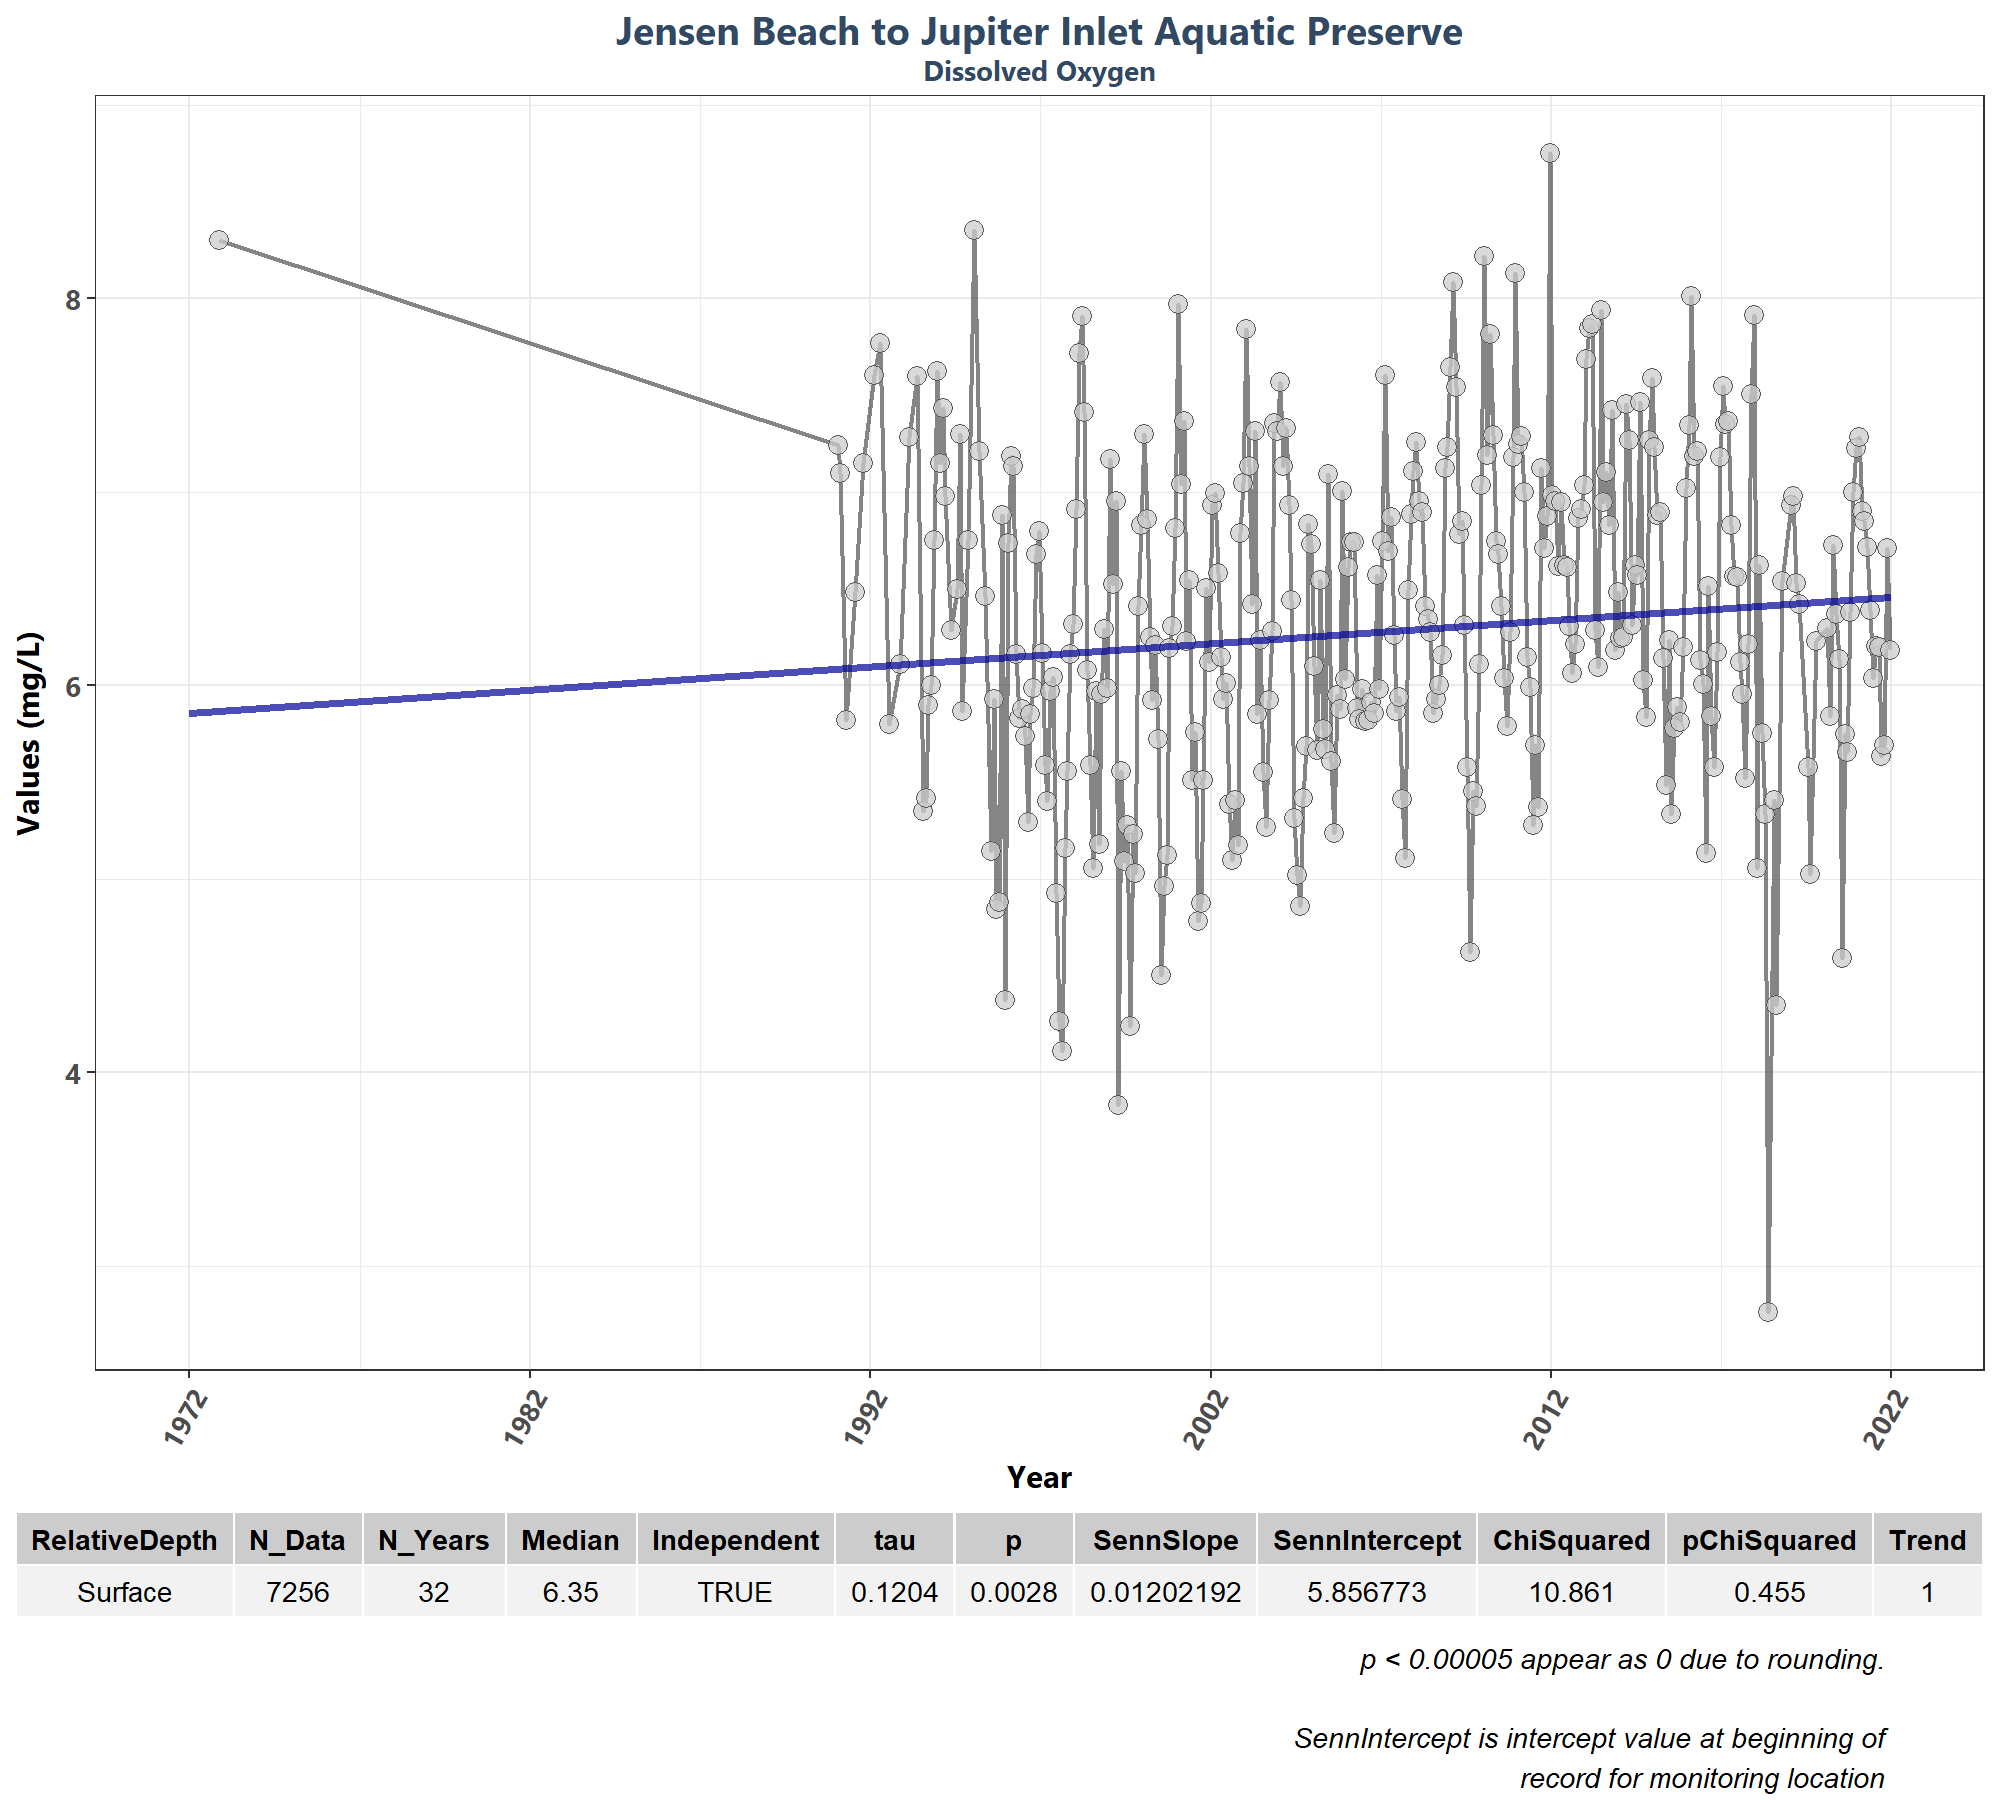 Jensen Beach to Jupiter Inlet Aquatic Preserve
Dissolved Oxygen
8
6
4
Values (mg/L)
1972 1982 1992 2002 2012 2022
Year
RelativeDepth N_Data N_Years Median Independent tau p SennSlope SennIntercept ChiSquared pChiSquared Trend
Surface 7256 32 6.35 TRUE 0.1204 0.0028 0.01202192 5.856773 10.861 0.455 1
p < 0.00005 appear as 0 due to rounding.
SennIntercept is intercept value at beginning of
record for monitoring location